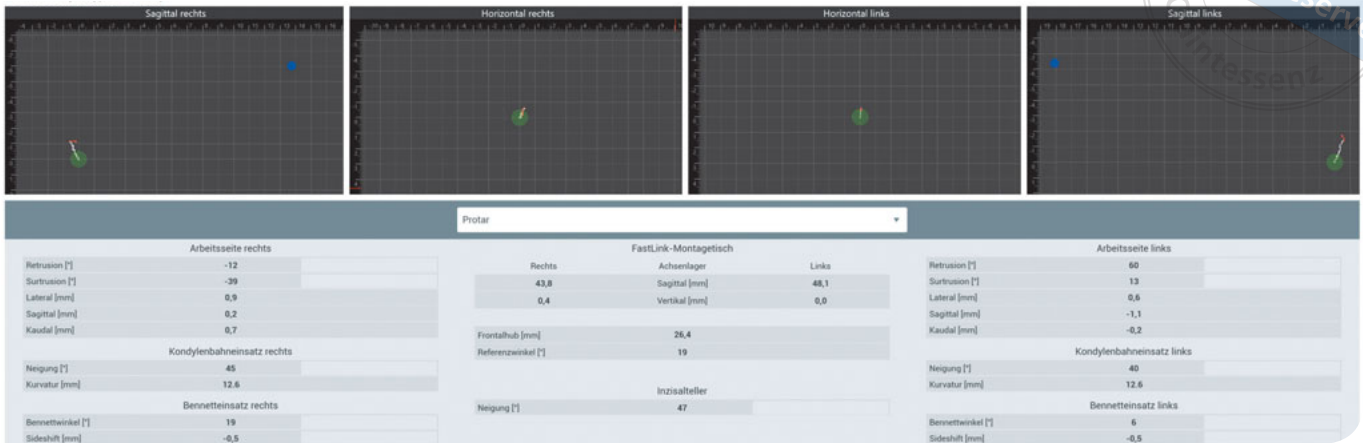 Sagittal rechts
Horizontal rechts
Horizontal links
Sagittal links
Protar
Arbeitsseite rechts
Retrusion [°] -12
Surtrusion [°] -39
Lateral [mm] 0,9
Sagittal [mm] 0,2
Kaudal [mm] 0,7
Kondylenbahneinsatz rechts
Neigung [°] 45
Kurvatur [mm] 12.6
Bennetteinsatz rechts
Bennettwinkel [°] 19
Sideshift [mm] -0,5
FastLink-Montagetisch
Rechts Achsenlager Links
43,8 Sagittal [mm] 48,1
0,4 Vertikal [mm] 0,0
Frontalhub [mm] 26,4
Referenzwinkel [°] 19
Inzisalteller
Neigung [°] 47
Arbeitsseite links
Retrusion [°] 60
Surtrusion [°] 13
Lateral [mm] 0,6
Sagittal [mm] -1,1
Kaudal [mm] -0,2
Kondylenbahneinsatz links
Neigung [°] 40
Kurvatur [mm] 12.6
Bennetteinsatz links
Bennettwinkel [°] 6
Sideshift [mm] -0,5